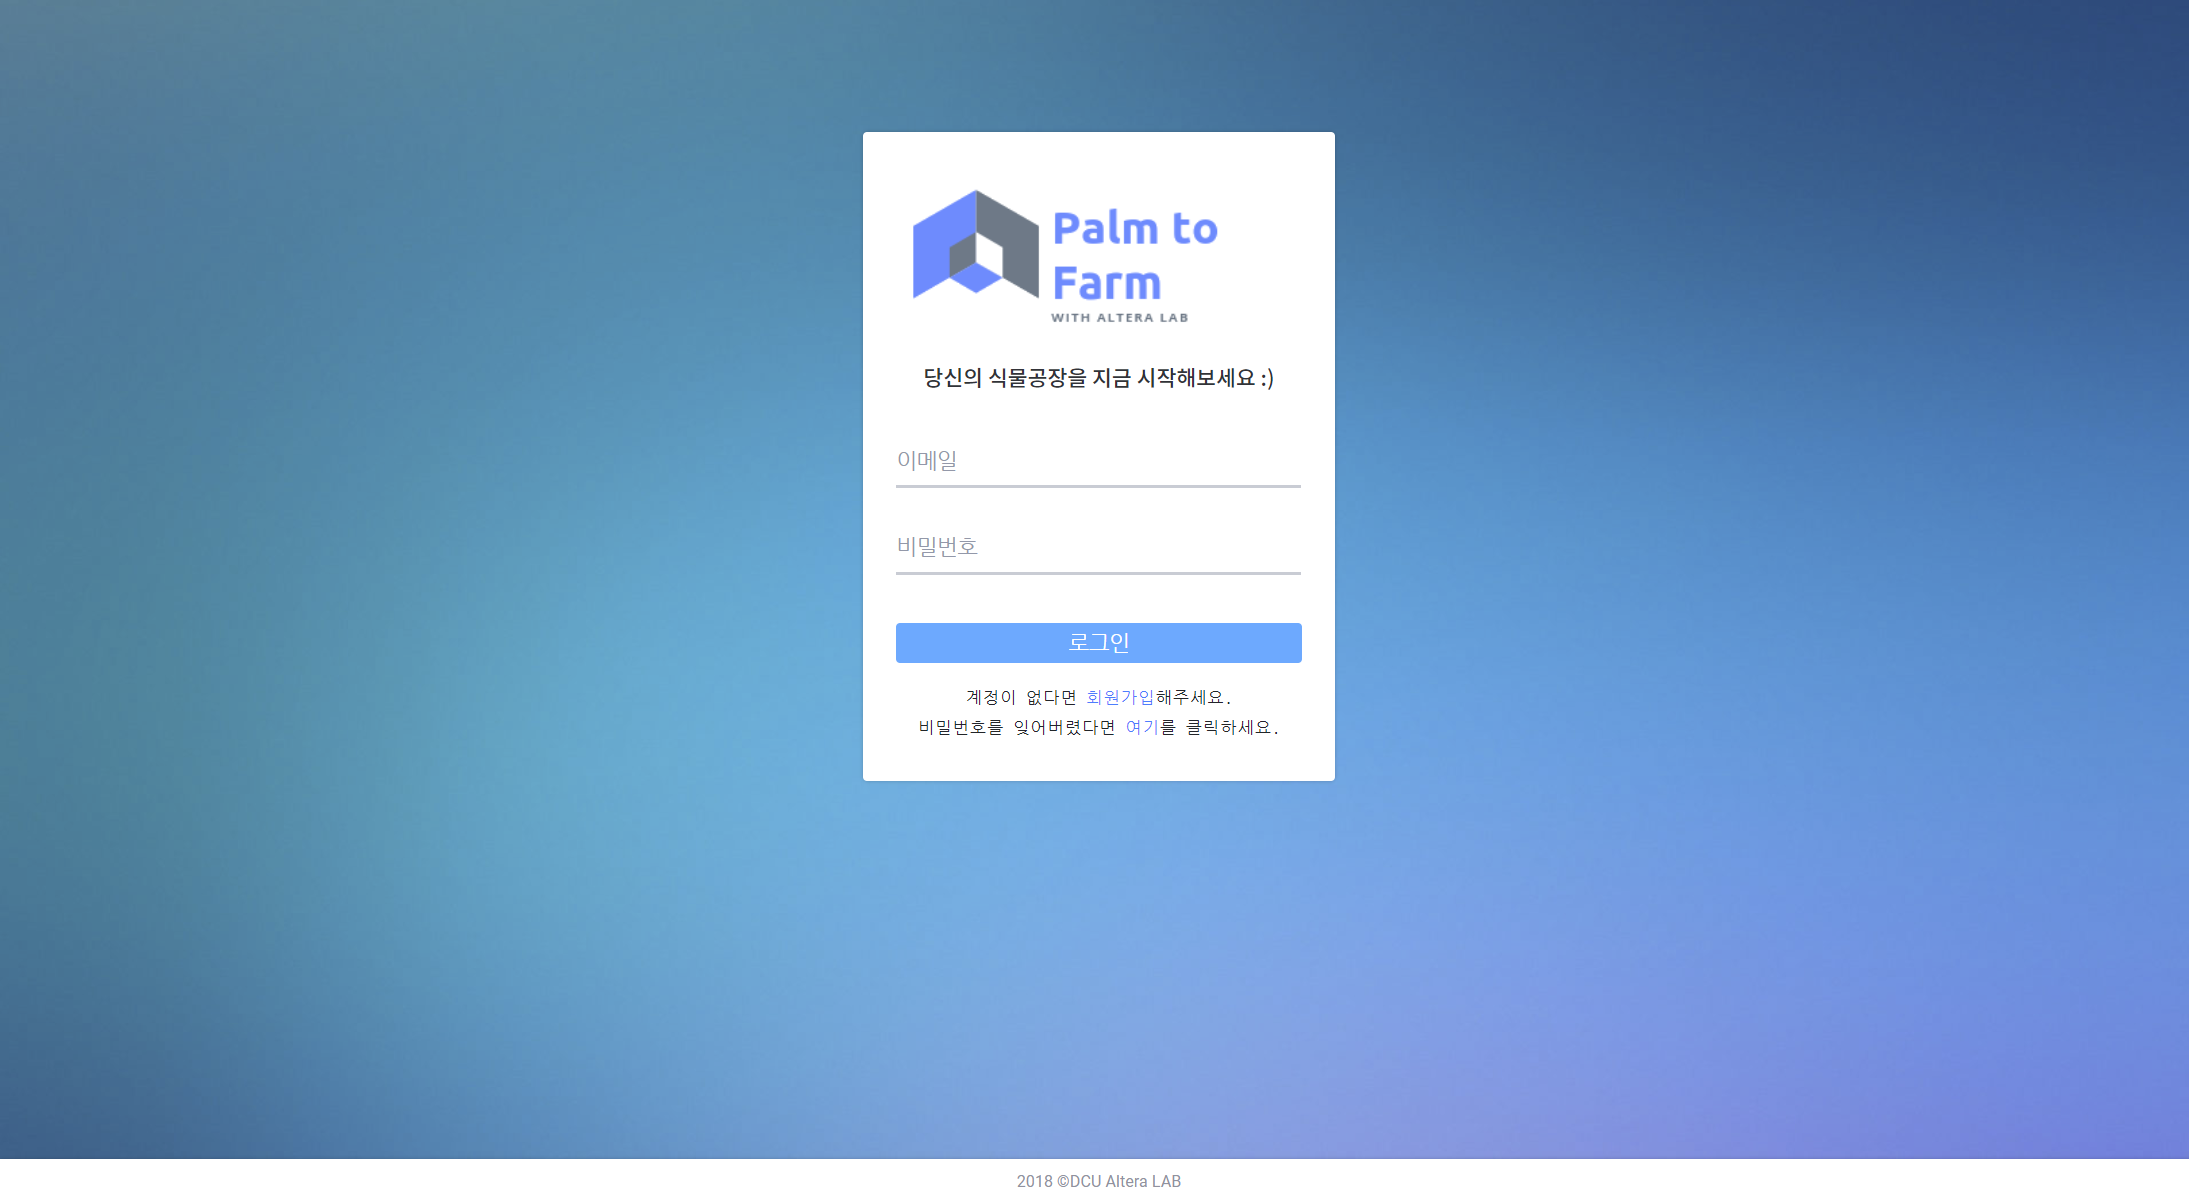 Palm to
Farm
WITH ALTERA LAB
당신의 식물공장을 지금 시작해보세요 :)
이메일
비밀번호
로그인
계정이 없다면 회원가입해주세요.
비밀번호를 잊어버렸다면 여기를 클릭하세요.
2018 ©DCU Altera LAB